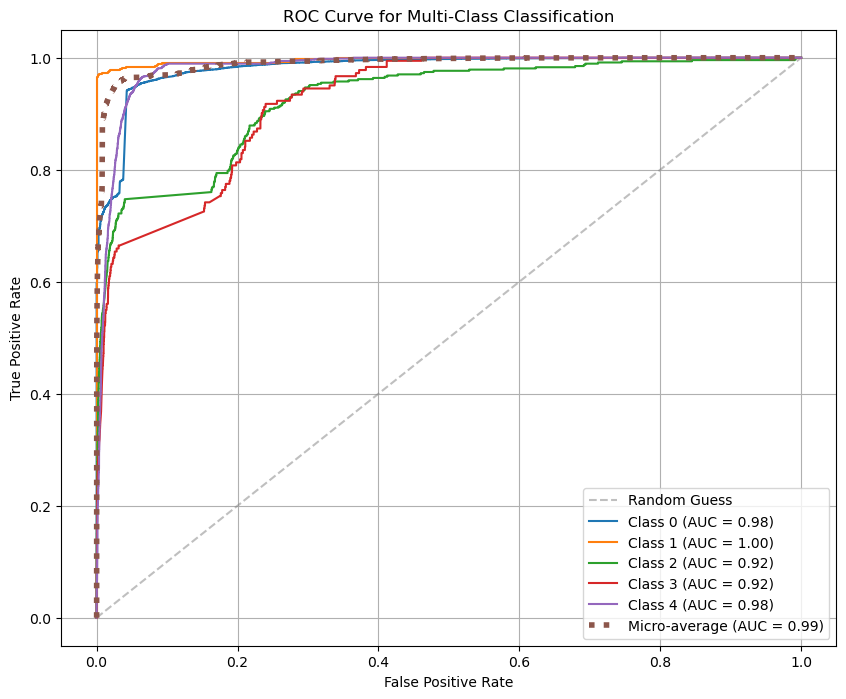 ROC Curve for Multi-Class Classification
True Positive Rate
1.0
0.8
0.6
0.4
0.2
0.0
0.0
0.2
0.4
0.6
0.8
1.0
False Positive Rate
Random Guess
Class 0 (AUC = 0.98)
Class 1 (AUC = 1.00)
Class 2 (AUC = 0.92)
Class 3 (AUC = 0.92)
Class 4 (AUC = 0.98)
Micro-average (AUC = 0.99)